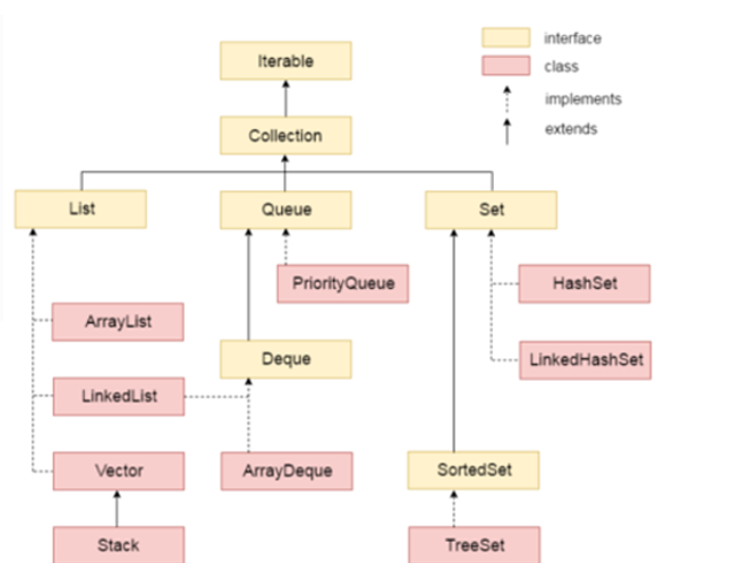 interface
Iterable
class
implements
extends
Collection
List
Queue
Set
PriorityQueue
HashSet
ArrayList
Deque
LinkedHashSet
LinkedList
Vector
ArrayDeque
SortedSet
Stack
TreeSet